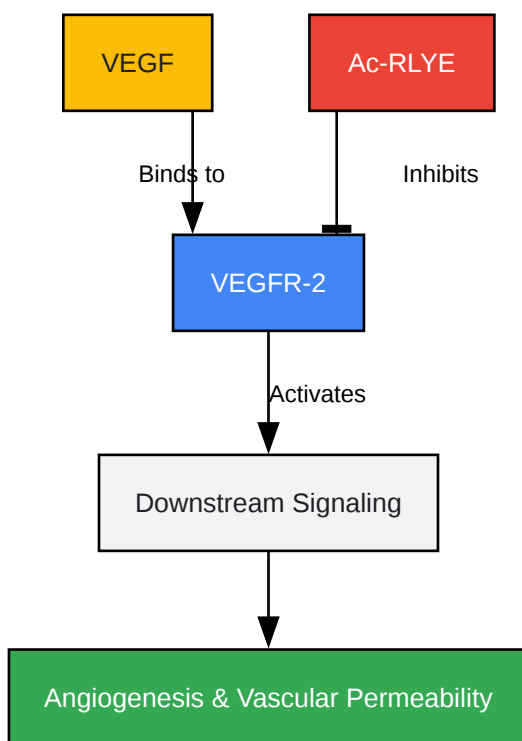 VEGF
Ac-RLYE
Binds to
Inhibits
VEGFR-2
Activates
Downstream Signaling
Angiogenesis & Vascular Permeability